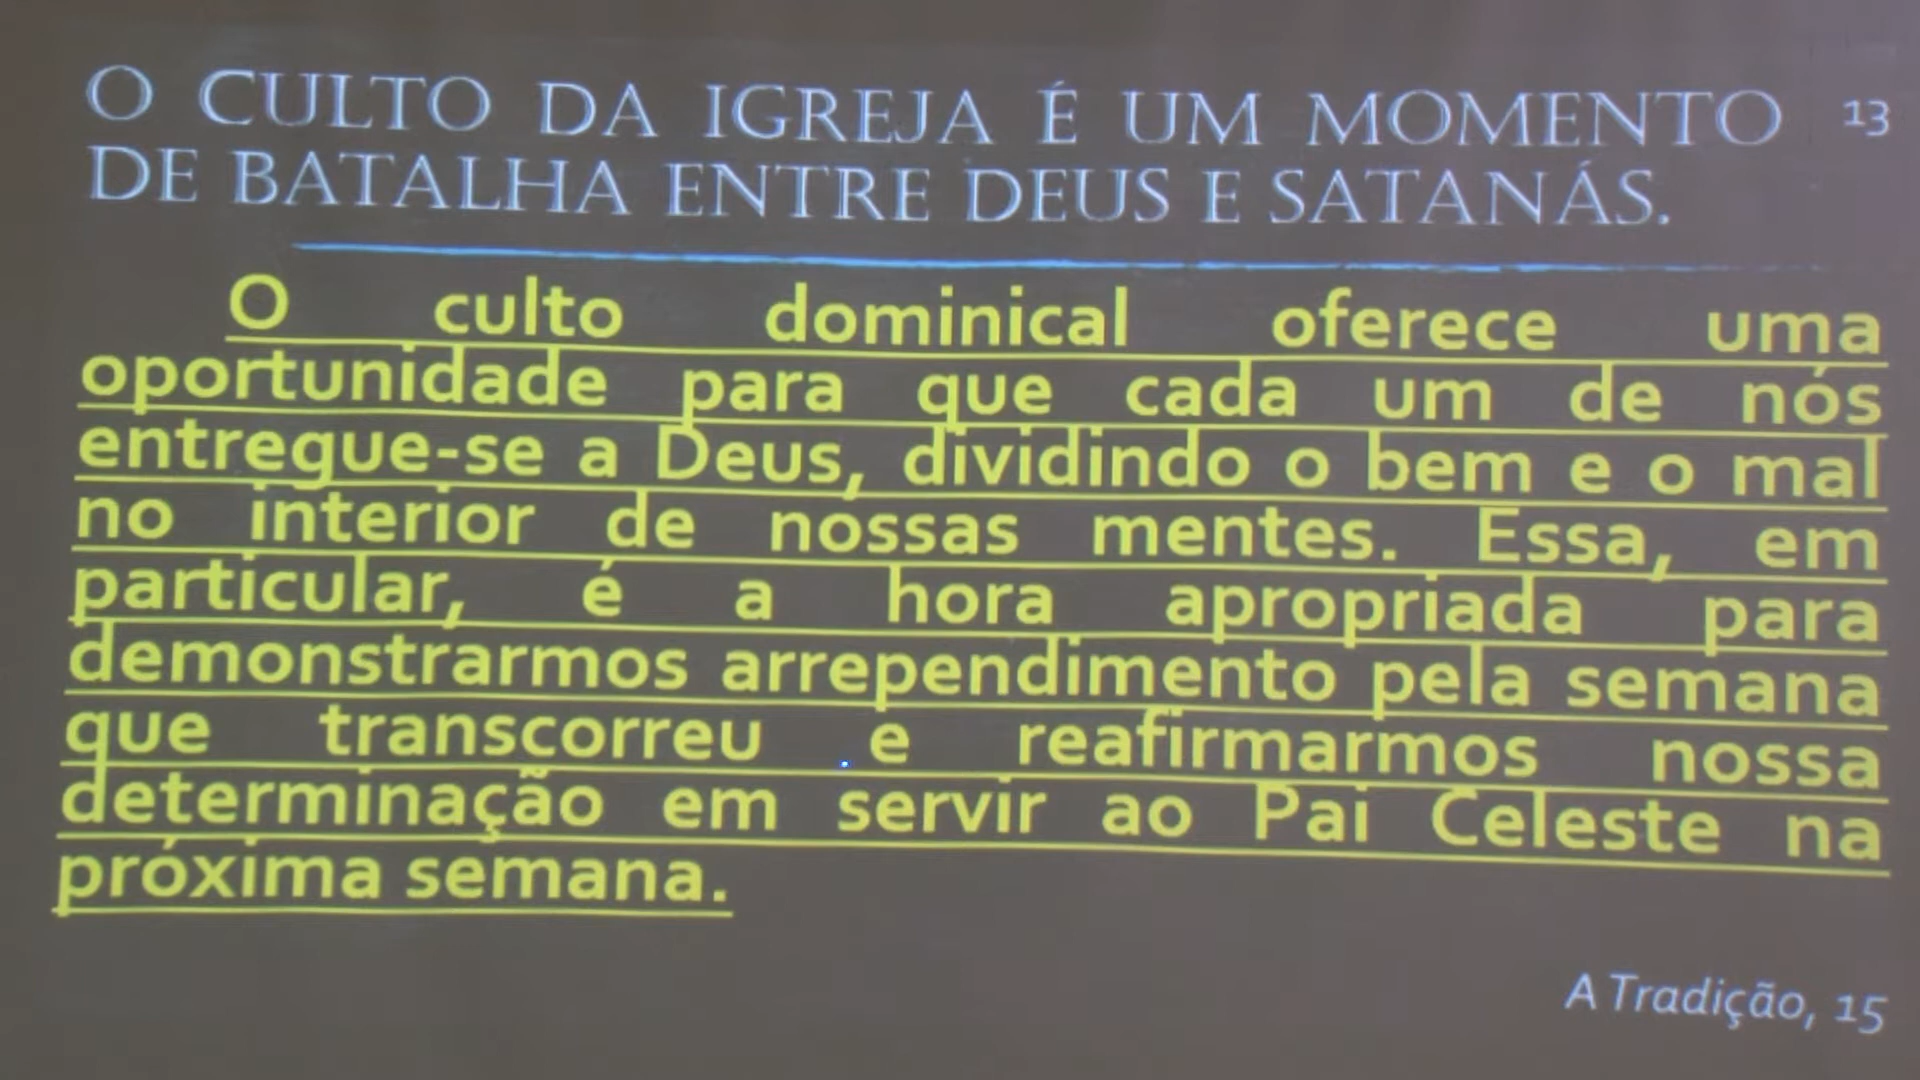 O CULTO DA IGREJA É UM MOMENTO 13
DE BATALHA ENTRE DEUS E SATANÁS.
O culto dominical oferece uma
oportunidade para que cada um de nós
entregue-se a Deus, dividindo o bem e o mal
no interior de nossas mentes. Essa, em
particular, é a hora apropriada para
demonstrarmos arrependimento pela semana
que transcorreu e reafirmarmos nossa
determinação em servir ao Pai Celeste na
próxima semana.
A Tradição, 15